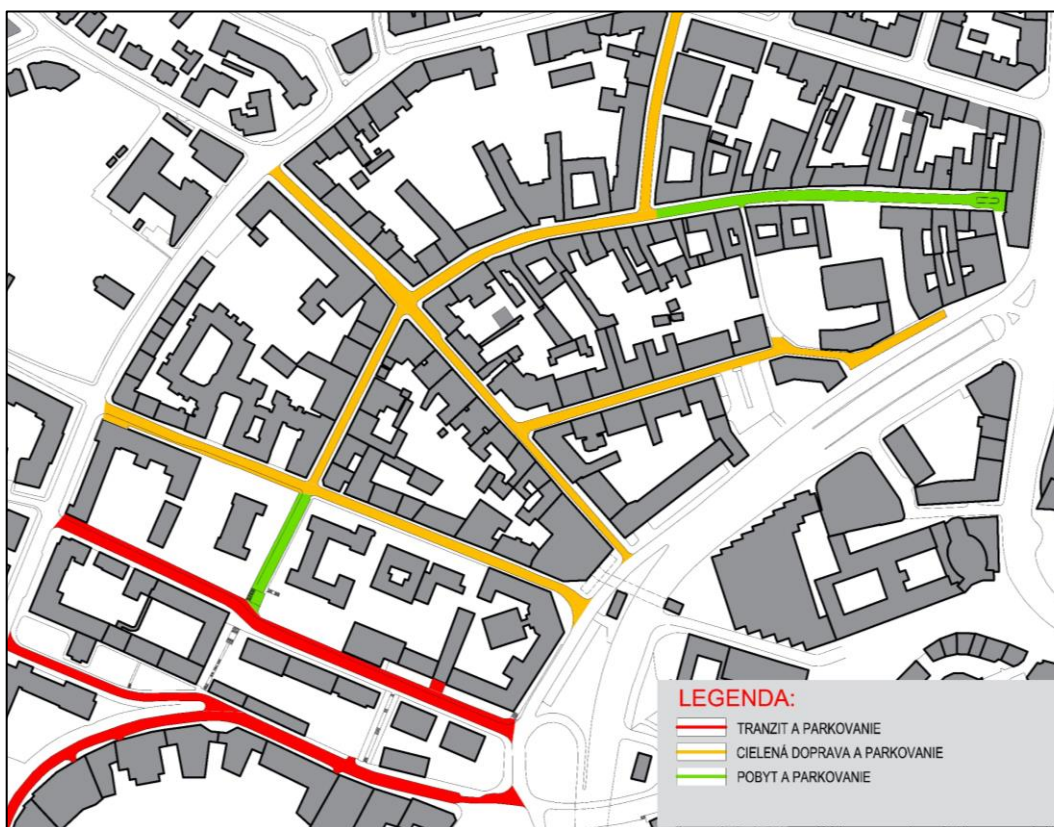 LEGENDA:
TRANZIT A PARKOVANIE
CIELENÁ DOPRAVA A PARKOVANIE
POBYT A PARKOVANIE